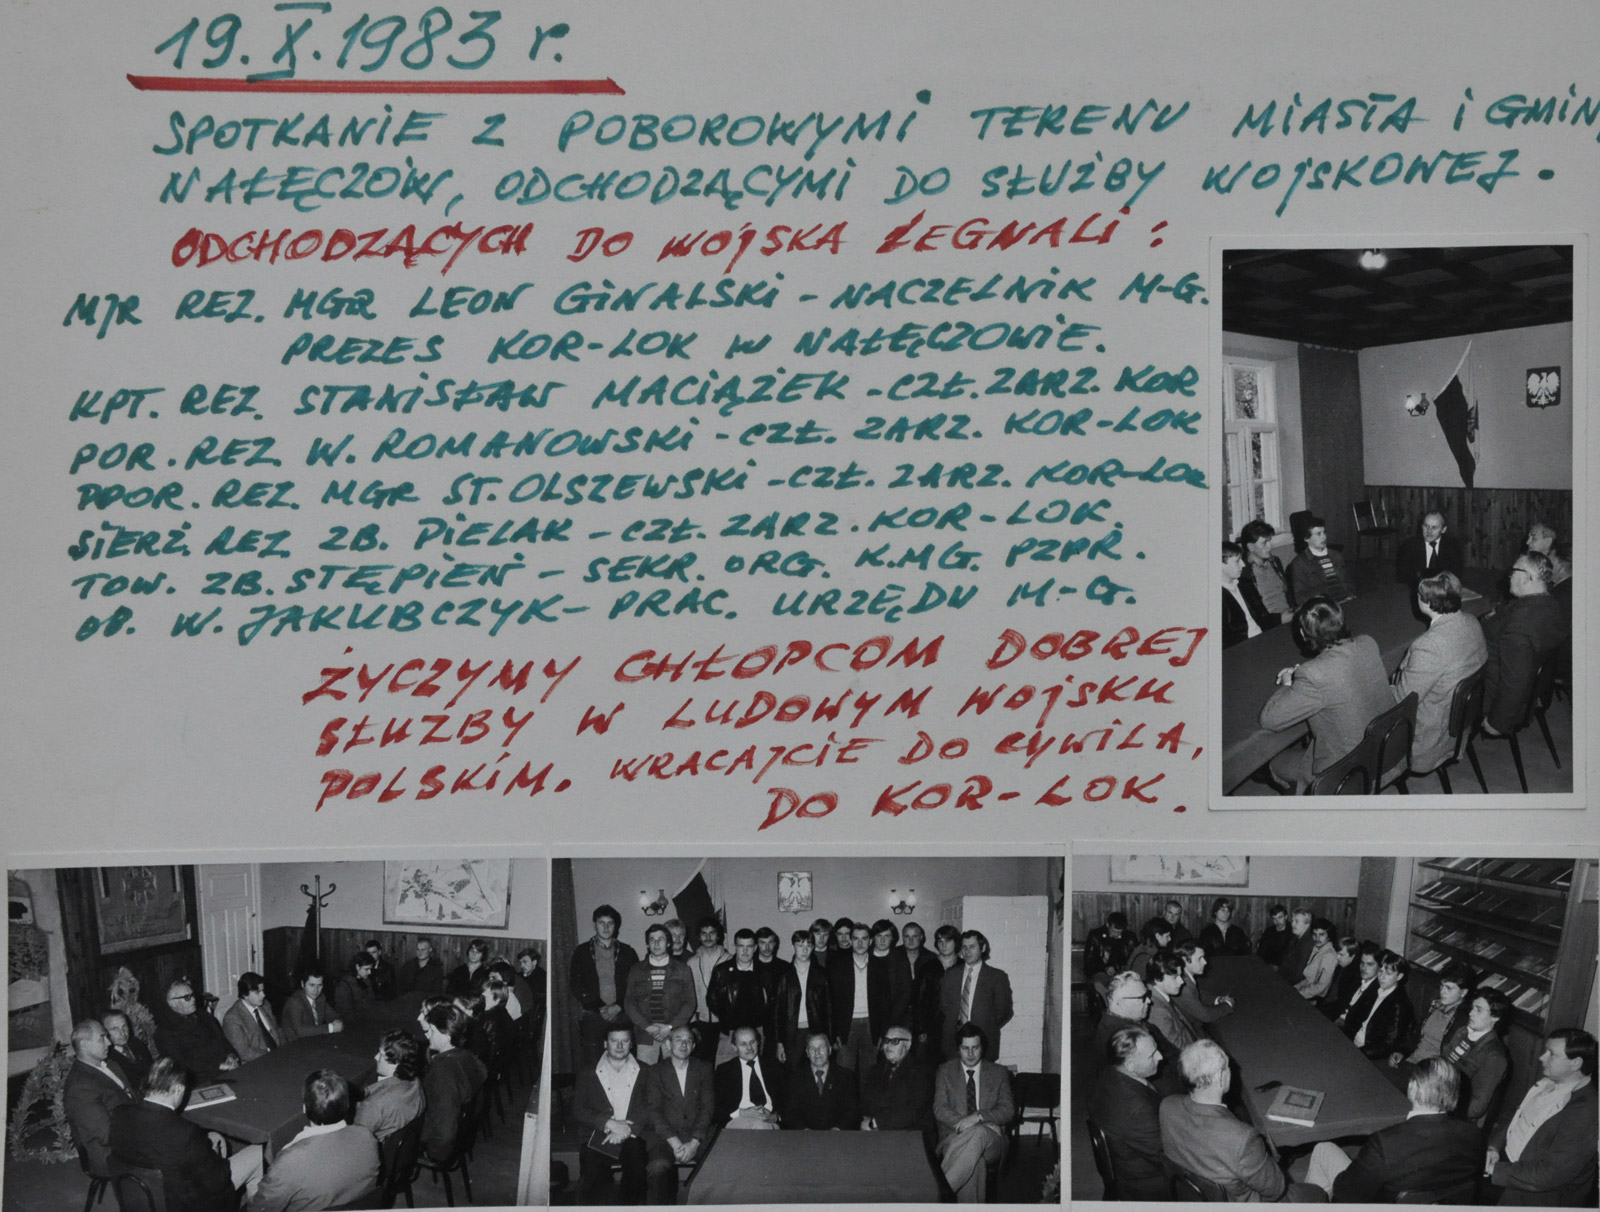 19.X.1983 r.
SPOTKANIE Z POBOROWYMI TERENU MIASTA i GMIN
NAŁĘCZÓW, ODCHODZĄCYMI DO SŁUŻBY WOJSKOWEJ.
ODCHODZĄCYCH DO WOJSKA ŻEGNALI:
MJR REZ. MGR LEON GINALSKI - NACZELNIK M-G.
PREZES KOR-LOK W NAŁĘCZOWIE.
KPT. REZ. STANISŁAW MACIĄŻEK - CZŁ. ZARZ. KOR
POR. REZ. W. ROMANOWSKI - CZŁ. ZARZ. KOR-LOK
PPOR. REZ. MGR ST. OLSZEWSKI - CZŁ. ZARZ. KOR-LOK
SIERŻ. REZ. ZB. PIELAK - CZŁ. ZARZ. KOR-LOK.
TOW. ZB. STĘPIEŃ - SEKR. ORG. K.MG. PZPR.
OB. W. JAKUBCZYK - PRAC. URZĘDU M-G.
ŻYCZYMY CHŁOPCOM DOBREJ
SŁUŻBY W LUDOWYM WOJSKU
POLSKIM. WRACAJCIE DO CYWILA,
DO KOR-LOK.